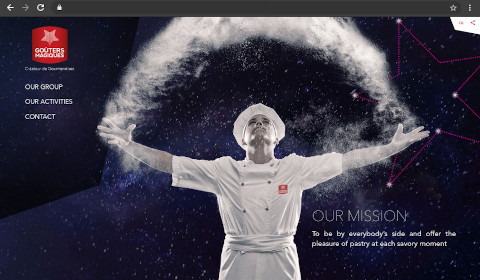 GOÛTERS
MAGIQUES
Créateur de Gourmandises
OUR GROUP
OUR ACTIVITIES
CONTACT
OUR MISSION
To be by everybody's side and offer the
pleasure of pastry at each savory moment